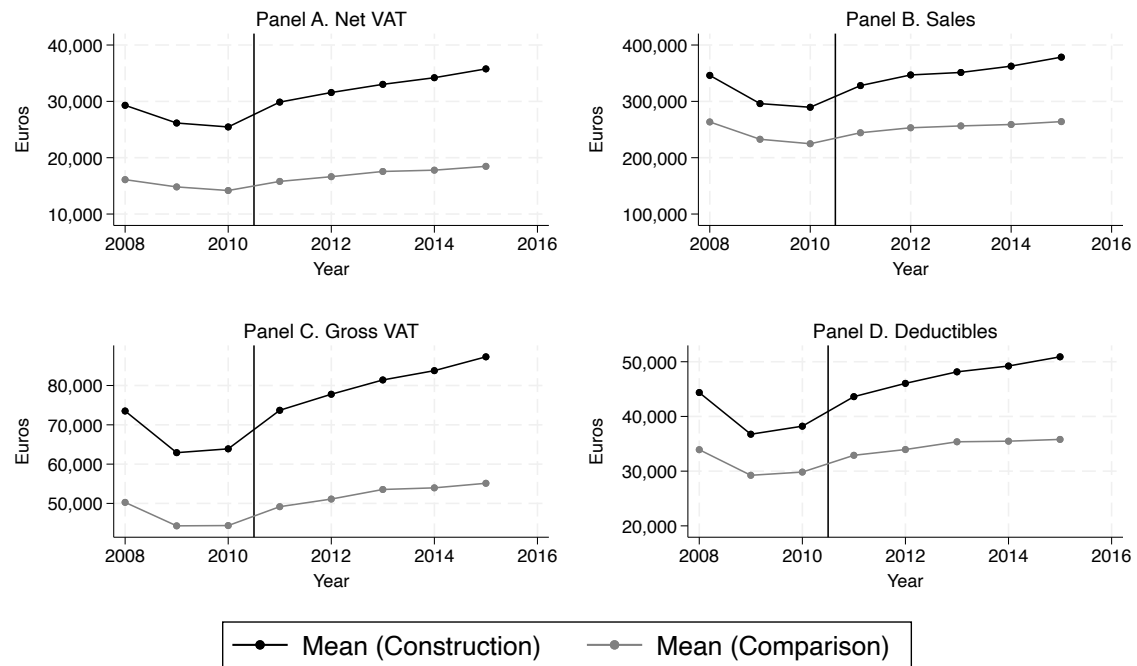 Panel A. Net VAT
40,000
30,000
20,000
10,000
Euros
2008 2010 2012 2014 2016
Year
Panel B. Sales
400,000
300,000
200,000
100,000
Euros
2008 2010 2012 2014 2016
Year
Panel C. Gross VAT
80,000
70,000
60,000
50,000
Euros
2008 2010 2012 2014 2016
Year
Panel D. Deductibles
50,000
40,000
30,000
20,000
Euros
2008 2010 2012 2014 2016
Year
Mean (Construction) Mean (Comparison)